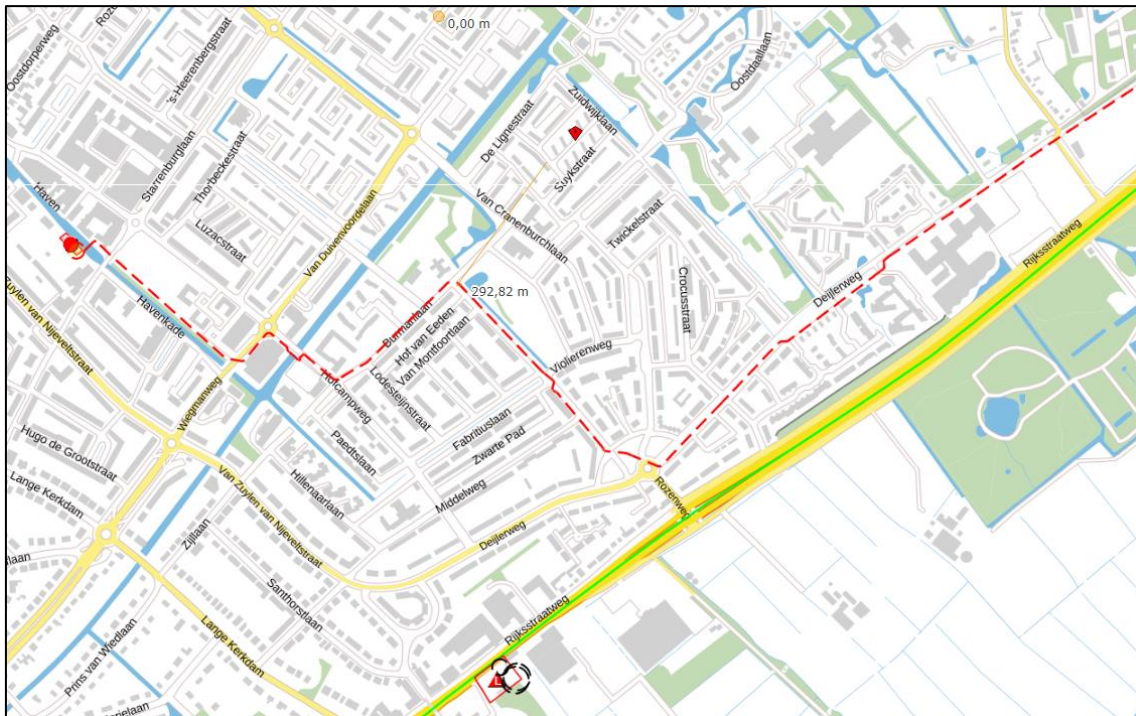 Oostdorperweg
's-Heerenbergstraat
0,00 m
De Lignestraat
Zuidwijklaan
Oostdaallaan
Starrenburglaan
Thorbeckestraat
Suykstraat
Haven
Luzacstraat
Van Duivenvoordelaan
Van Cranenburchlaan
Twickelstraat
Rijksstraatweg
Crocusstraat
Deijlerweg
292,82 m
Zuylen van Nijeveltstraat
Havenkade
Burmanlaan
Hof van Eeden
Van Montfoortlaan
Violierenweg
Wiegmanweg
Hofcampweg
Lodesteijnstraat
Fabritiuslaan
Zwarte Pad
Paedtslaan
Hugo de Grootstraat
Lange Kerkdam
Hillenaarlaan
Middelweg
Rozenweg
Zijllaan
Van Zuylen van Nijeveltstraat
Deijlerweg
Santhorstlaan
Rijksstraatweg
Prins van Wiedlaan
Lange Kerkdam
L